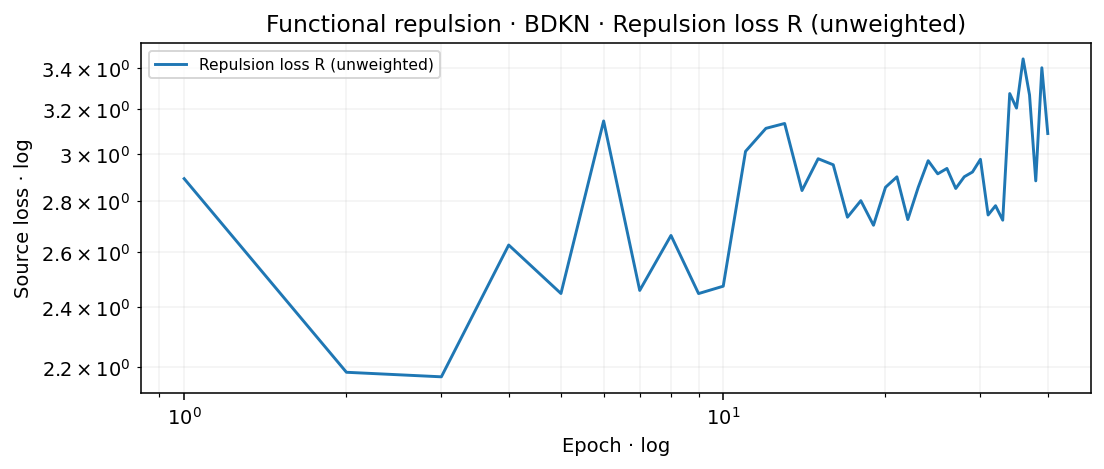 Functional repulsion · BDKN · Repulsion loss R (unweighted)
Repulsion loss R (unweighted)
Source loss · log
3.4 × 10⁰
3.2 × 10⁰
3 × 10⁰
2.8 × 10⁰
2.6 × 10⁰
2.4 × 10⁰
2.2 × 10⁰
10⁰
10¹
Epoch · log